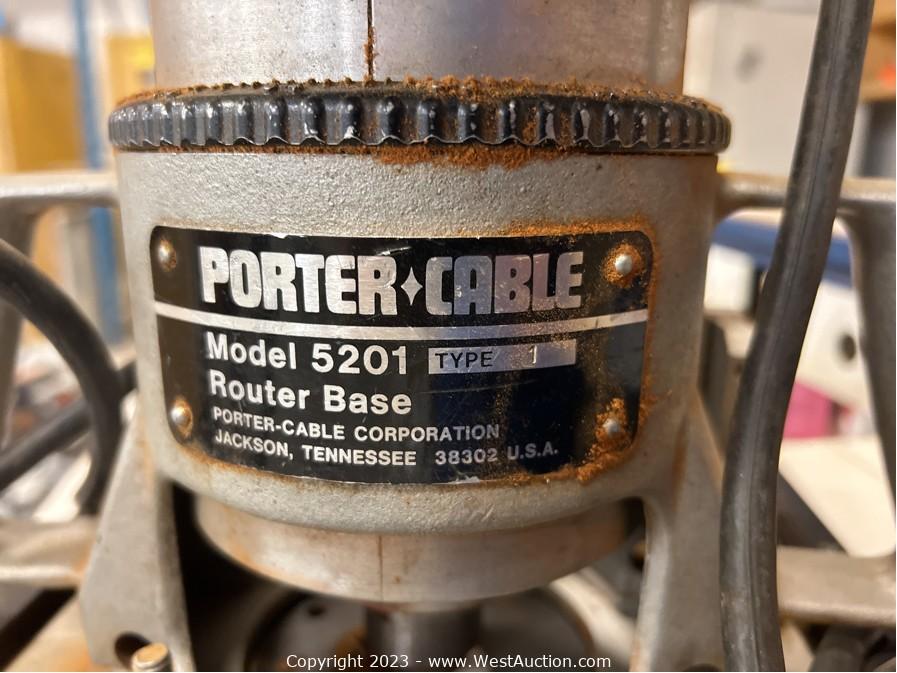 PORTER✦CABLE
Model 5201 TYPE 1
Router Base
PORTER-CABLE CORPORATION
JACKSON, TENNESSEE 38302 U.S.A.
Copyright 2023 - www.WestAuction.com